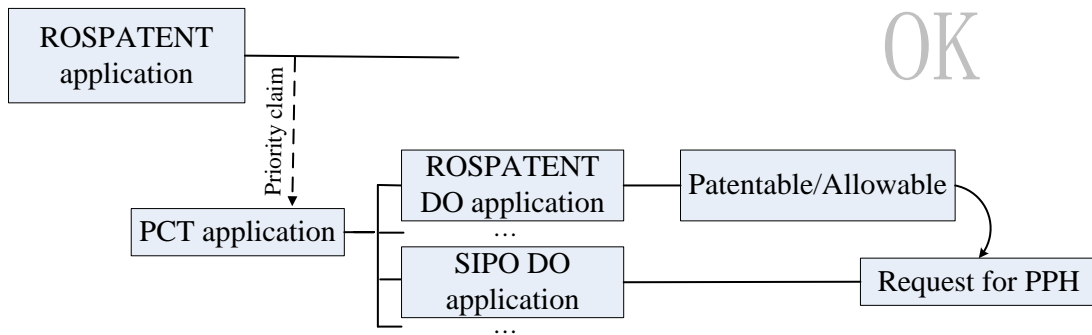 ROSPATENT
application
OK
Priority claim
ROSPATENT
DO application
Patentable/Allowable
PCT application
…
SIPO DO
application
Request for PPH
…